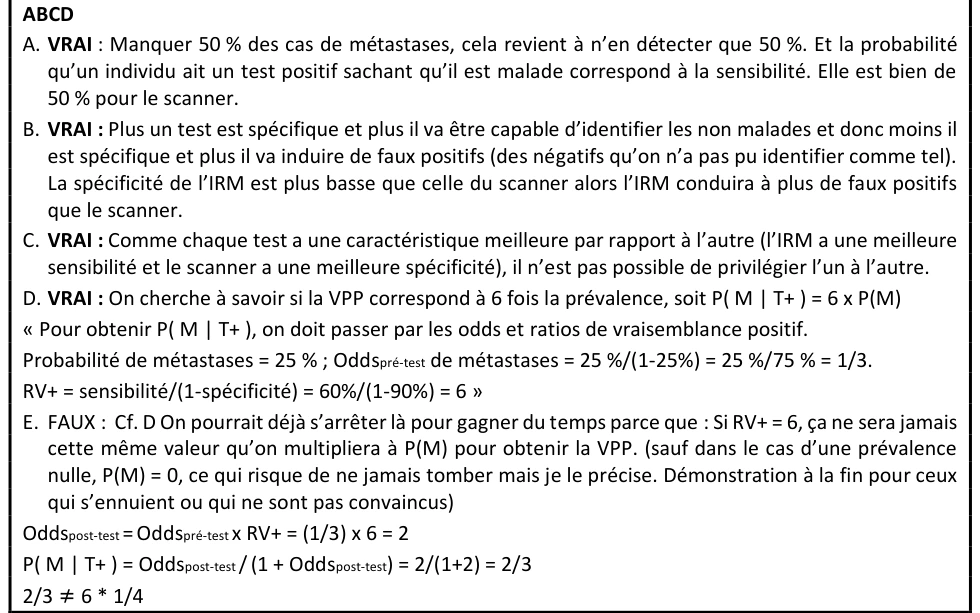 ABCD
A. VRAI : Manquer 50 % des cas de métastases, cela revient à n’en détecter que 50 %. Et la probabilité
qu’un individu ait un test positif sachant qu’il est malade correspond à la sensibilité. Elle est bien de
50 % pour le scanner.
B. VRAI : Plus un test est spécifique et plus il va être capable d’identifier les non malades et donc moins il
est spécifique et plus il va induire de faux positifs (des négatifs qu’on n’a pas pu identifier comme tel).
La spécificité de l’IRM est plus basse que celle du scanner alors l’IRM conduira à plus de faux positifs
que le scanner.
C. VRAI : Comme chaque test a une caractéristique meilleure par rapport à l’autre (l’IRM a une meilleure
sensibilité et le scanner a une meilleure spécificité), il n’est pas possible de privilégier l’un à l’autre.
D. VRAI : On cherche à savoir si la VPP correspond à 6 fois la prévalence, soit P( M | T+ ) = 6 x P(M)
« Pour obtenir P( M | T+ ), on doit passer par les odds et ratios de vraisemblance positif.
Probabilité de métastases = 25 % ; Oddspré-test de métastases = 25 %/(1-25%) = 25 %/75 % = 1/3.
RV+ = sensibilité/(1-spécificité) = 60%/(1-90%) = 6 »
E. FAUX : Cf. D On pourrait déjà s’arrêter là pour gagner du temps parce que : Si RV+ = 6, ça ne sera jamais
cette même valeur qu’on multipliera à P(M) pour obtenir la VPP. (sauf dans le cas d’une prévalence
nulle, P(M) = 0, ce qui risque de ne jamais tomber mais je le précise. Démonstration à la fin pour ceux
qui s’ennuient ou qui ne sont pas convaincus)
Oddspost-test = Oddspré-test x RV+ = (1/3) x 6 = 2
P( M | T+ ) = Oddspost-test / (1 + Oddspost-test) = 2/(1+2) = 2/3
2/3 ≠ 6 * 1/4